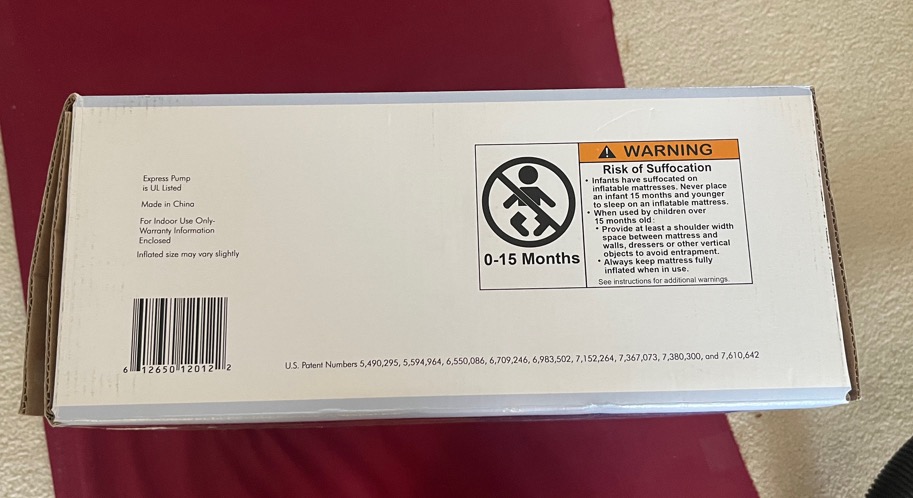 Express Pump
is UL Listed
Made in China
For Indoor Use Only-
Warranty Information
Enclosed
Inflated size may vary slightly
6 12650 12012 2
0-15 Months
WARNING
Risk of Suffocation
• Infants have suffocated on
inflatable mattresses. Never place
an infant 15 months and younger
to sleep on an inflatable mattress.
• When used by children over
15 months old:
• Provide at least a shoulder width
space between mattress and
walls, dressers or other vertical
objects to avoid entrapment.
• Always keep mattress fully
inflated when in use.
See instructions for additional warnings.
U.S. Patent Numbers 5,490,295, 5,594,964, 6,550,086, 6,709,246, 6,983,502, 7,152,264, 7,367,073, 7,380,300, and 7,610,642